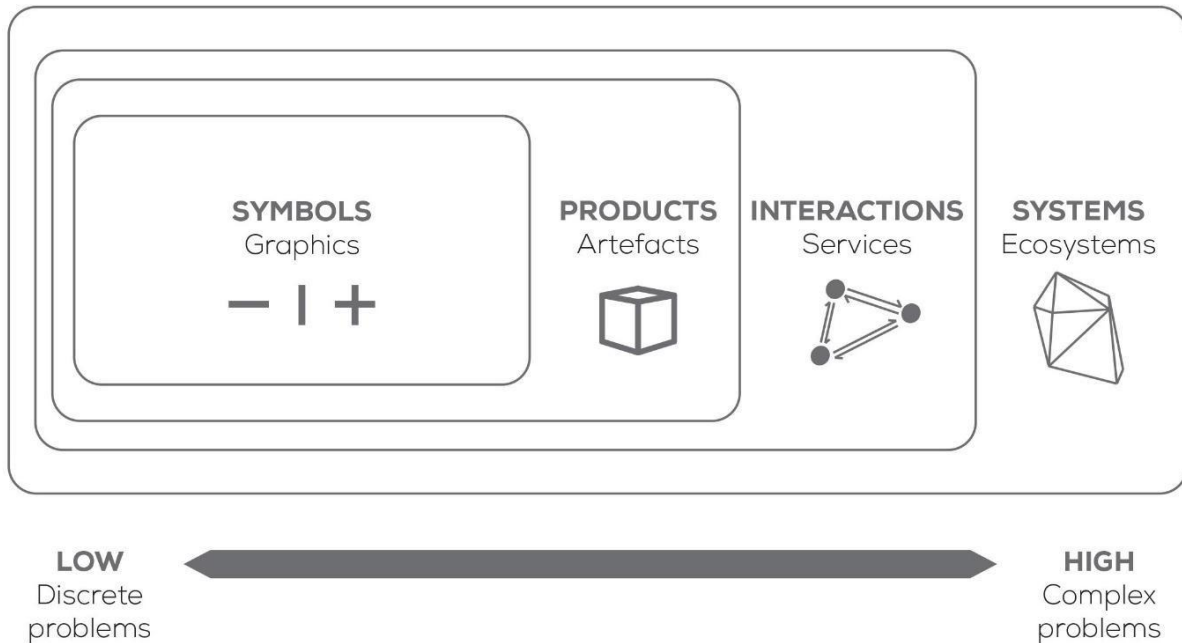 SYMBOLS
Graphics
PRODUCTS
Artefacts
INTERACTIONS
Services
SYSTEMS
Ecosystems
LOW
Discrete
problems
HIGH
Complex
problems